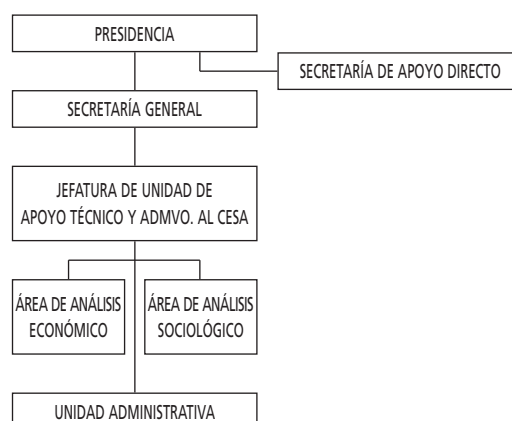 PRESIDENCIA
SECRETARÍA DE APOYO DIRECTO
SECRETARÍA GENERAL
JEFATURA DE UNIDAD DE
APOYO TÉCNICO Y ADMVO. AL CESA
ÁREA DE ANÁLISIS
ECONÓMICO
ÁREA DE ANÁLISIS
SOCIOLÓGICO
UNIDAD ADMINISTRATIVA